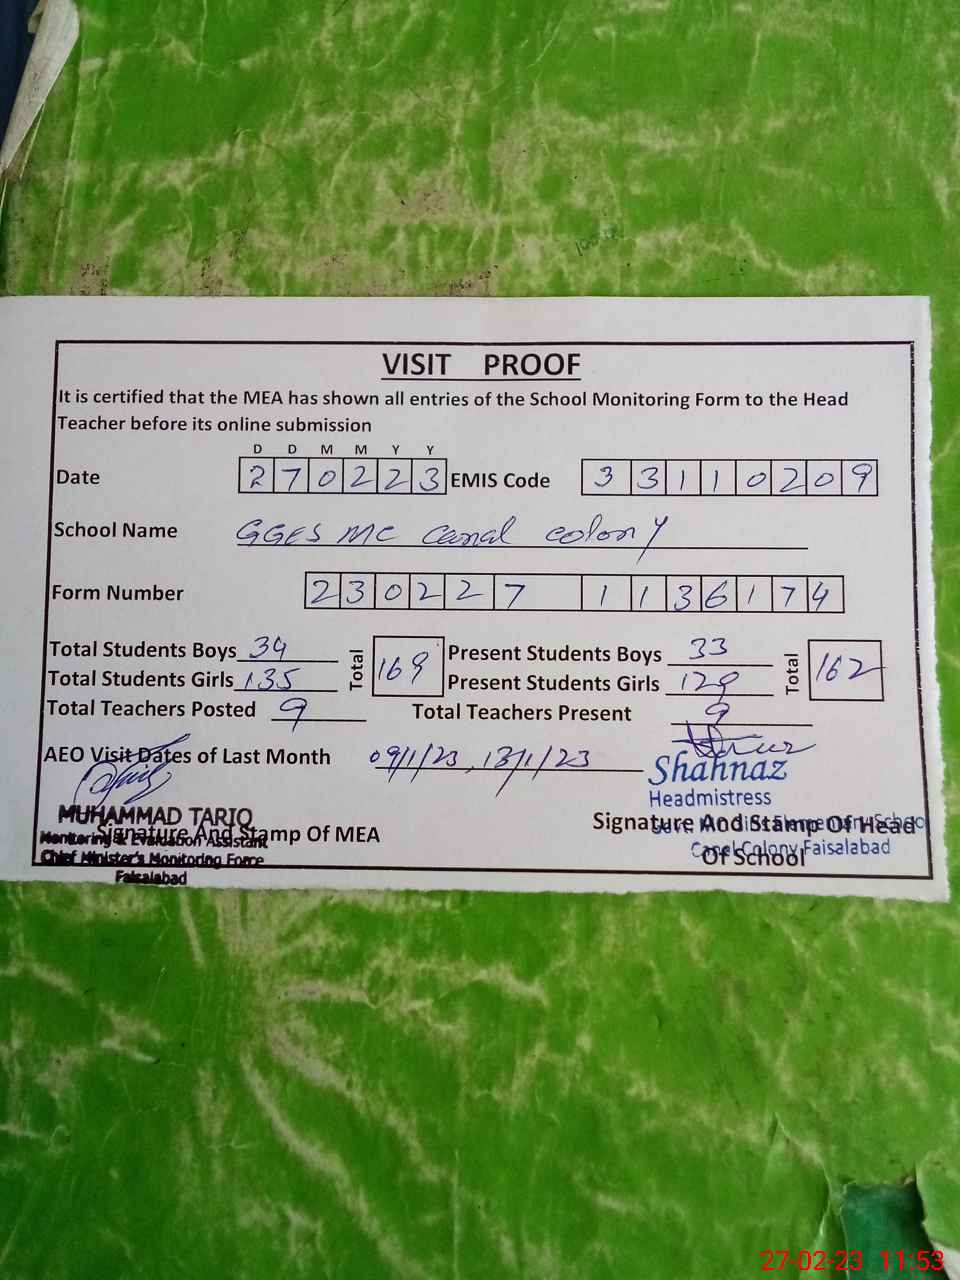 VISIT PROOF
It is certified that the MEA has shown all entries of the School Monitoring Form to the Head
Teacher before its online submission
D D M M Y Y
Date 2 7 0 2 2 3 EMIS Code 3 3 1 1 0 2 0 9
School Name GGES MC Canal colony
Form Number 2 3 0 2 2 7 1 1 3 6 1 7 4
Total Students Boys 34 Total 169 Present Students Boys 33 Total 162
Total Students Girls 135 Present Students Girls 129
Total Teachers Posted 9 Total Teachers Present 9
AEO Visit Dates of Last Month 09/1/23, 13/1/23
Shahnaz
Headmistress
MUHAMMAD TARIQ
Signature And Stamp Of MEA Signature And Stamp Of Head
Of School
Monitoring & Evaluation Assistant
Chief Minister's Monitoring Force
Faisalabad
Govt. MC Elementary School
Canal Colony Faisalabad
27-02-23 11:53